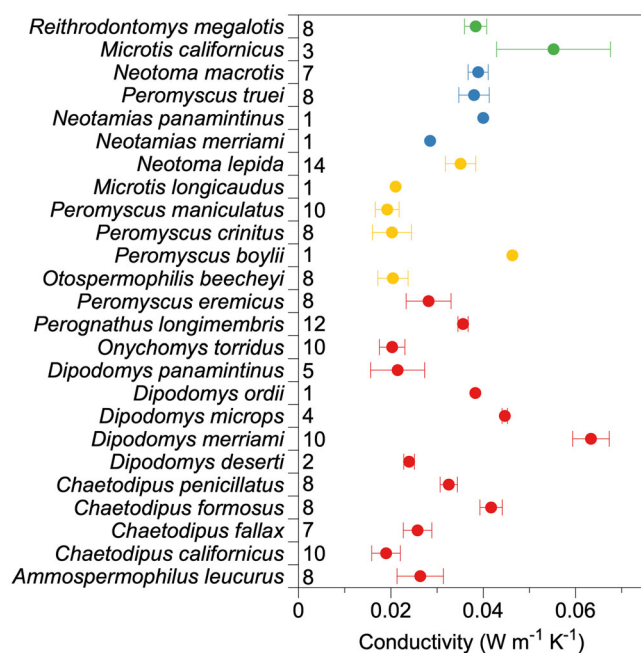 Reithrodontomys megalotis 8
Microtis californicus 3
Neotoma macrotis 7
Peromyscus truei 8
Neotamias panamintinus 1
Neotamias merriami 1
Neotoma lepida 14
Microtis longicaudus 1
Peromyscus maniculatus 10
Peromyscus crinitus 8
Peromyscus boylii 1
Otospermophilis beecheyi 8
Peromyscus eremicus 8
Perognathus longimembris 12
Onychomys torridus 10
Dipodomys panamintinus 5
Dipodomys ordii 1
Dipodomys microps 4
Dipodomys merriami 10
Dipodomys deserti 2
Chaetodipus penicillatus 8
Chaetodipus formosus 8
Chaetodipus fallax 7
Chaetodipus californicus 10
Ammospermophilus leucurus 8
0 0.02 0.04 0.06
Conductivity (W m⁻¹ K⁻¹)